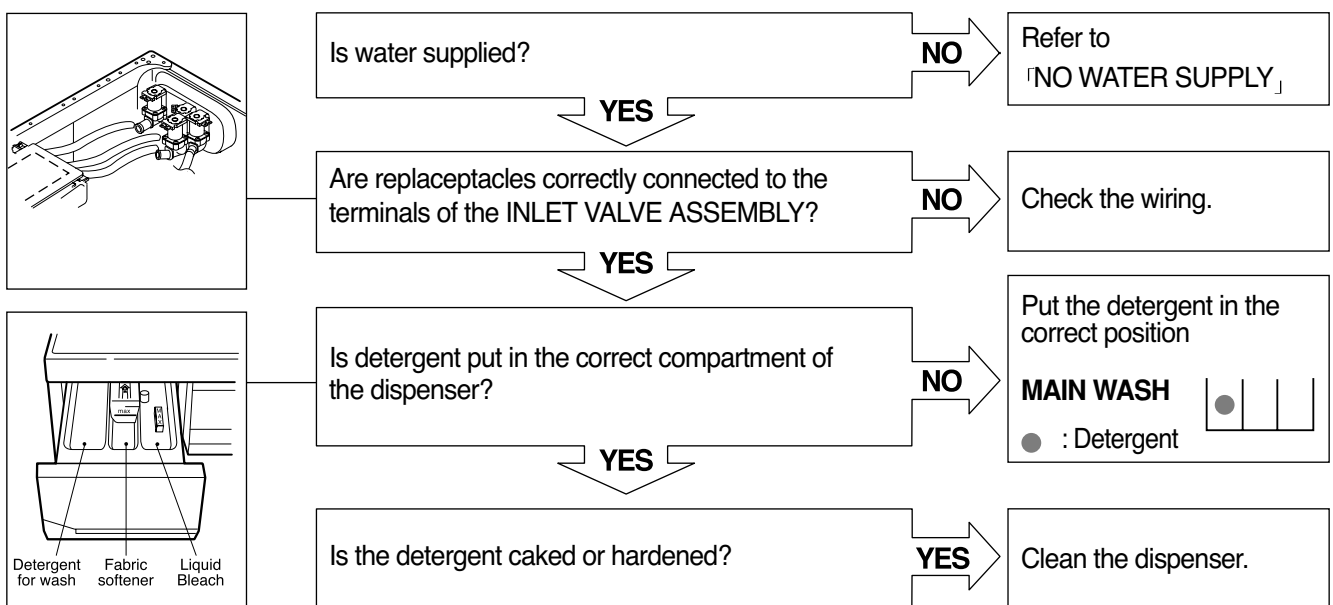 Is water supplied?
NO
Refer to
「NO WATER SUPPLY」
YES
Are replaceptacles correctly connected to the
terminals of the INLET VALVE ASSEMBLY?
NO
Check the wiring.
YES
Is detergent put in the correct compartment of
the dispenser?
NO
Put the detergent in the
correct position
MAIN WASH
: Detergent
YES
max
MAX
Detergent
for wash
Fabric
softener
Liquid
Bleach
Is the detergent caked or hardened?
YES
Clean the dispenser.